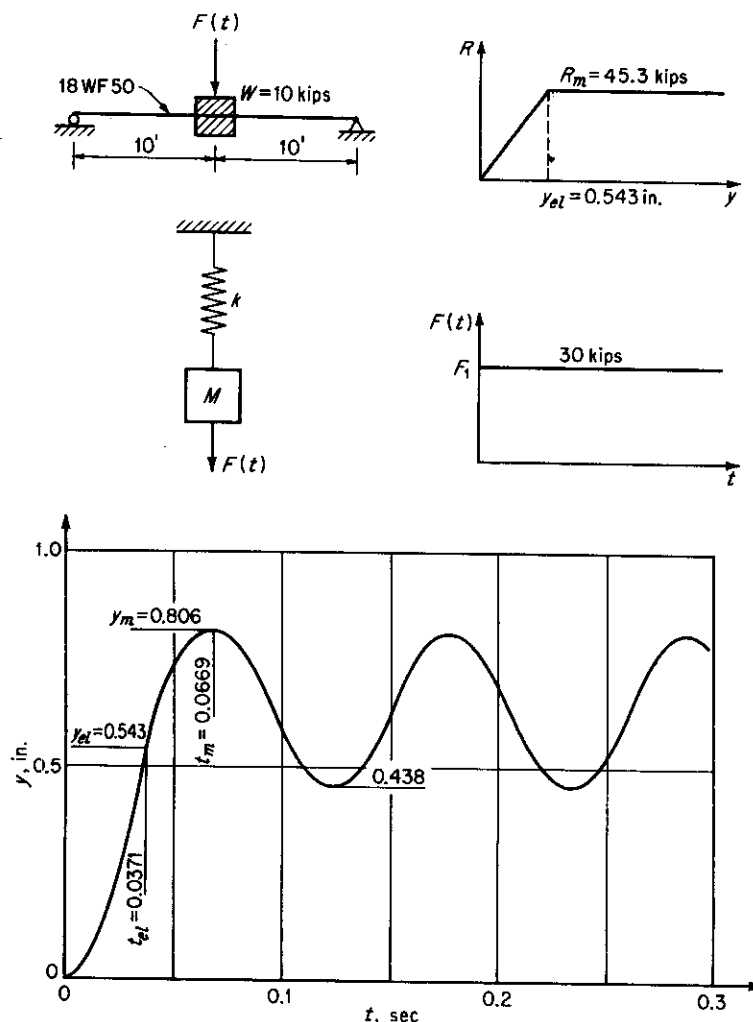 F(t)
18 WF 50
W = 10 kips
10'
10'
R
R_m = 45.3 kips
y_el = 0.543 in.
y
k
M
F(t)
F(t)
F_1
30 kips
t
1.0
y_m = 0.806
y_el = 0.543
t_m = 0.0669
y, in.
0.5
0.438
t_el = 0.0371
0
0
0.1
0.2
0.3
t, sec